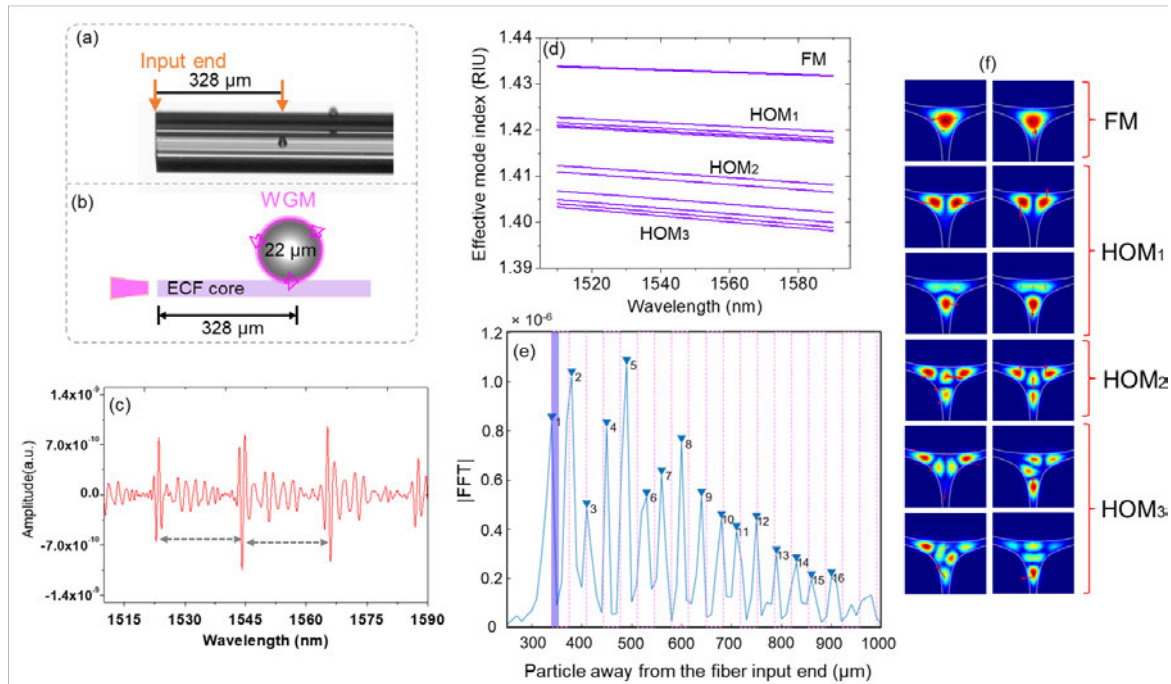 (a)
Input end
328 µm
(b)
WGM
22 µm
ECF core
328 µm
(c)
Amplitude(a.u.)
1.4x10⁻⁹
7.0x10⁻¹⁰
0.0
-7.0x10⁻¹⁰
-1.4x10⁻⁹
1515 1530 1545 1560 1575 1590
Wavelength (nm)
(d)
Effective mode index (RIU)
1.44
1.43
1.42
1.41
1.40
1.39
FM
HOM₁
HOM₂
HOM₃
1520 1540 1560 1580
Wavelength (nm)
× 10⁻⁶
(e)
|FFT|
1.2
1.0
0.8
0.6
0.4
0.2
0
1 2 3 4 5 6 7 8 9 10 11 12 13 14 15 16
300 400 500 600 700 800 900 1000
Particle away from the fiber input end (µm)
(f)
FM
HOM₁
HOM₂
HOM₃